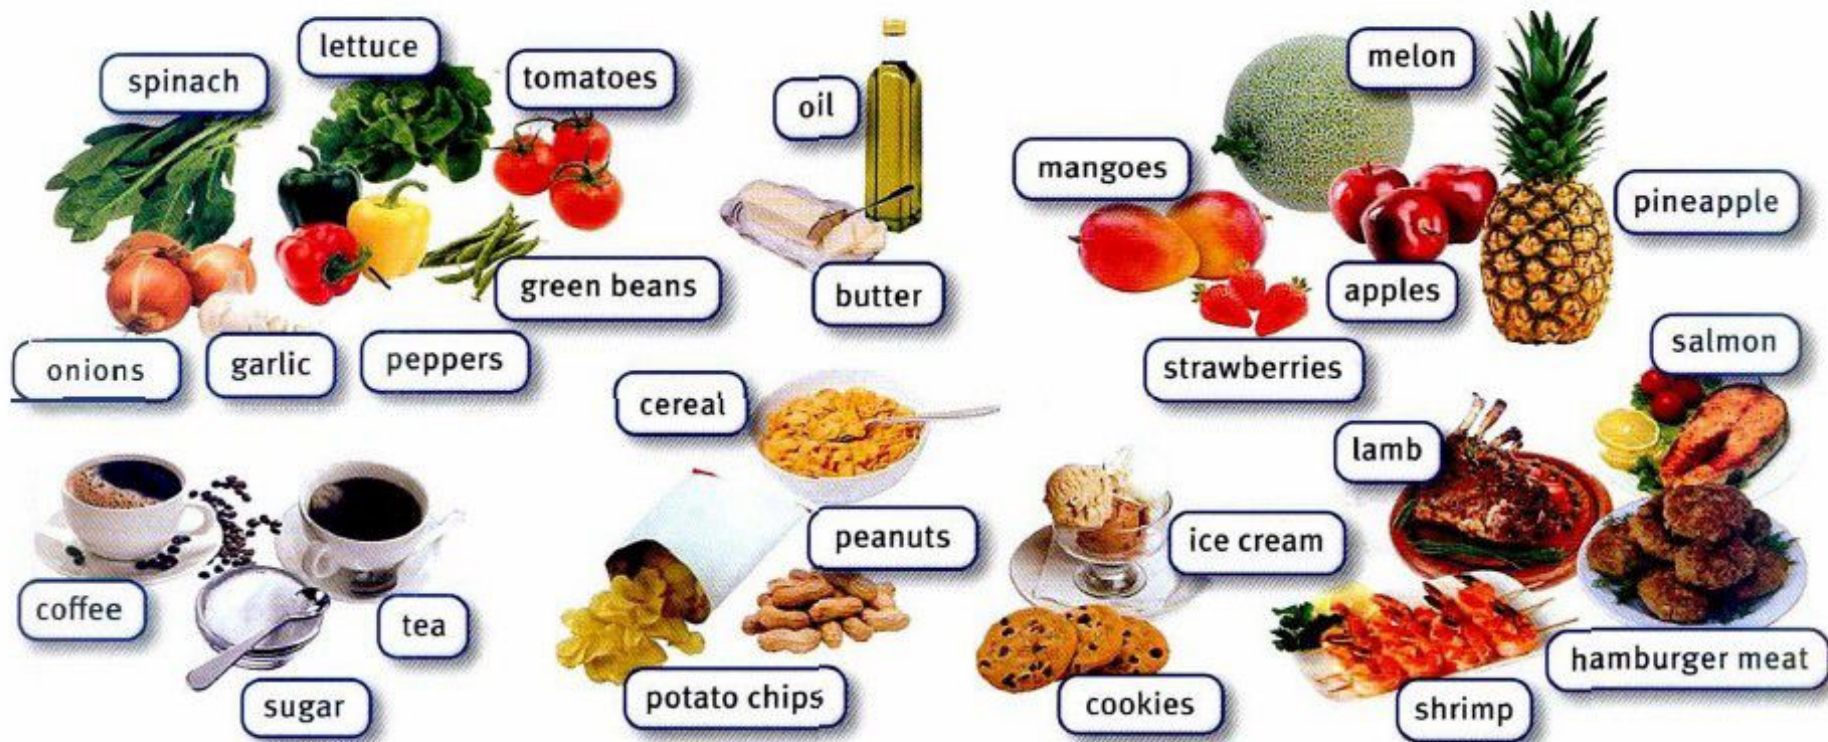 spinach
lettuce
tomatoes
onions
garlic
peppers
green beans
oil
butter
mangoes
melon
pineapple
apples
strawberries
coffee
sugar
tea
cereal
peanuts
potato chips
ice cream
cookies
lamb
salmon
hamburger meat
shrimp